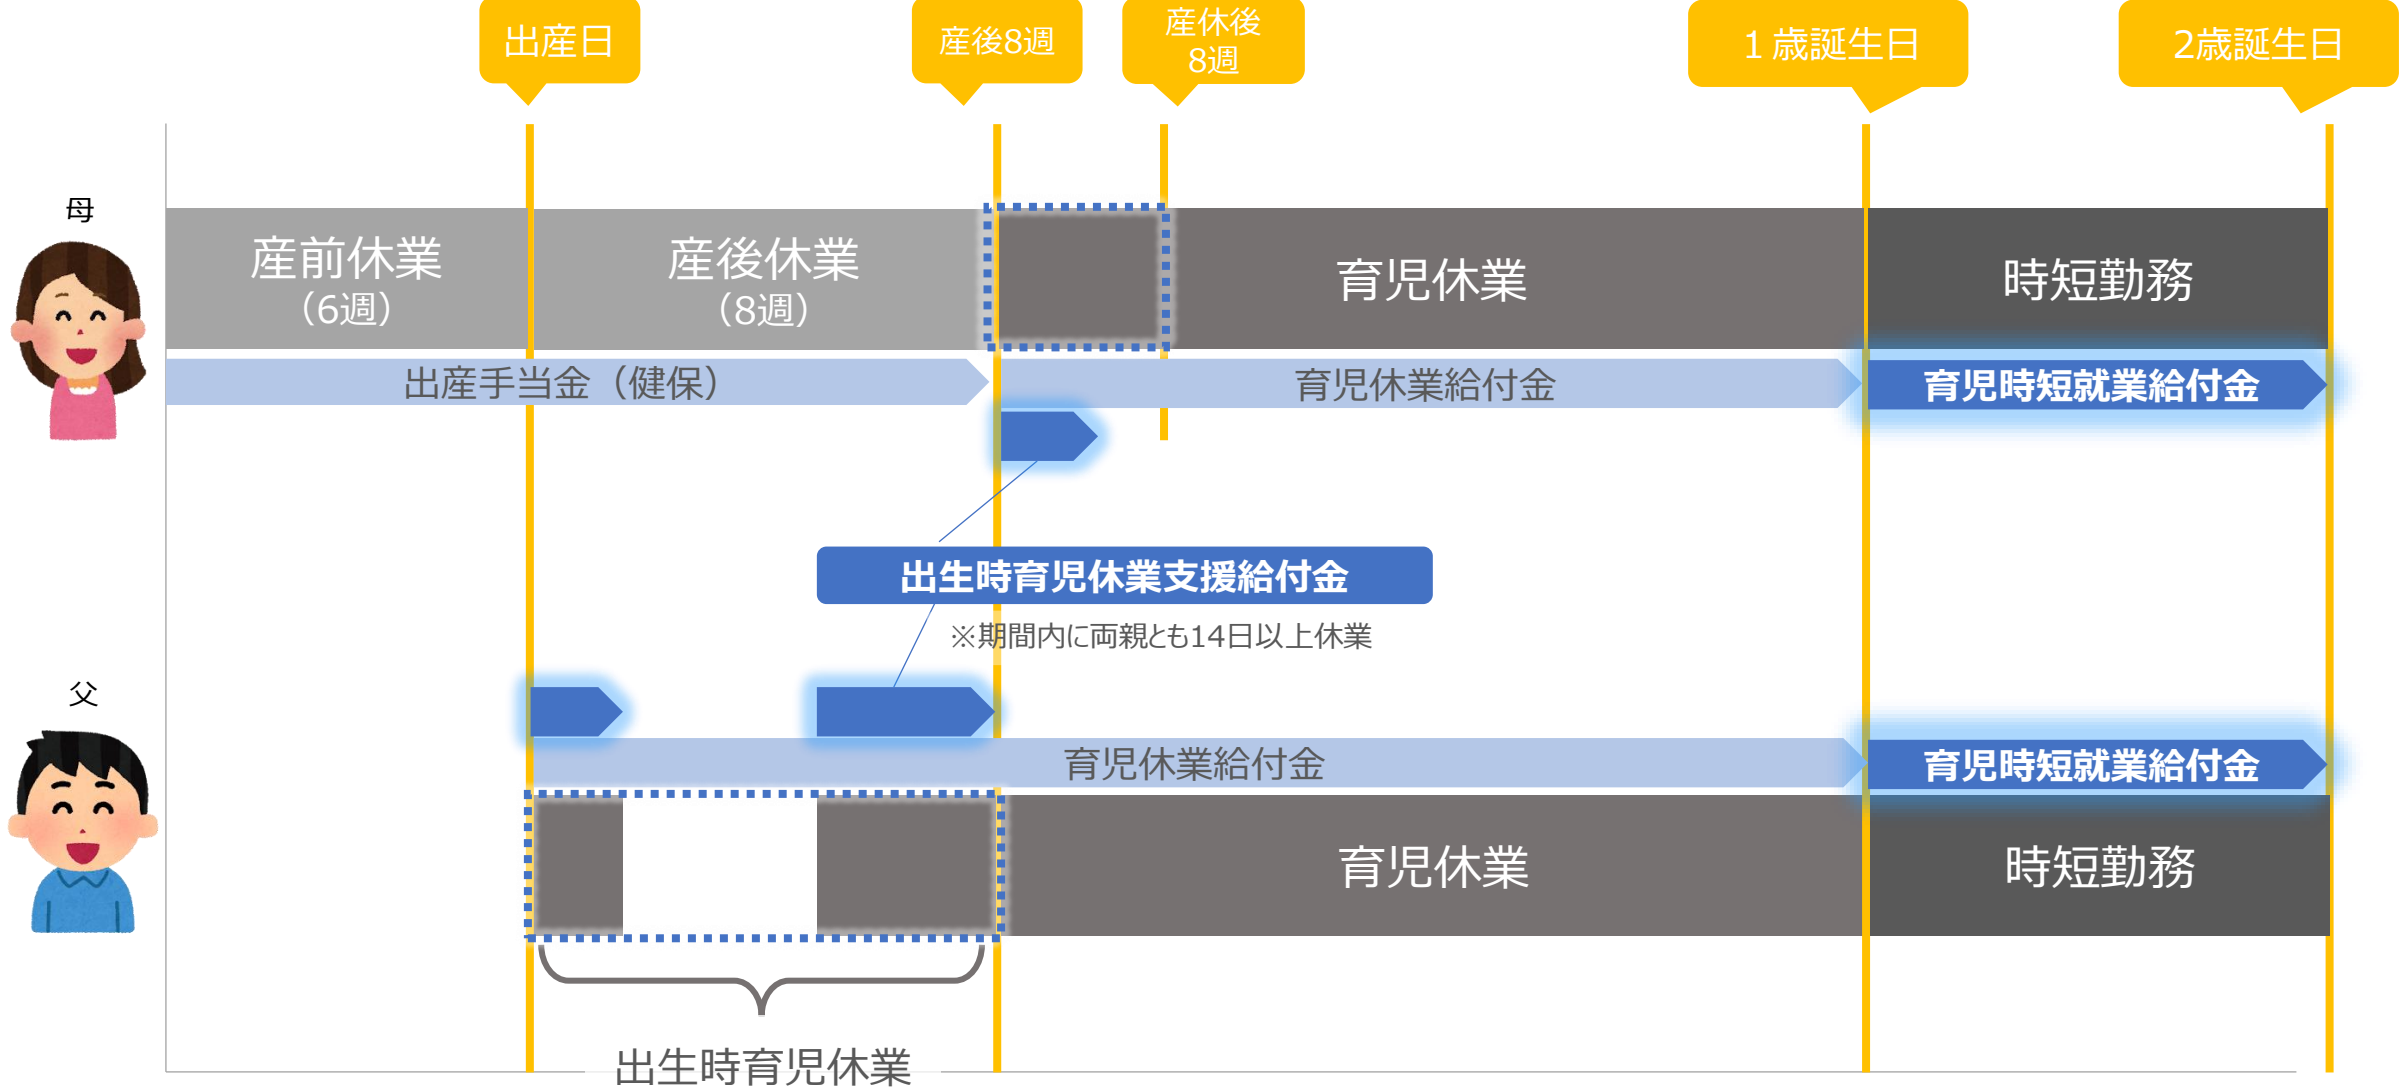 出産日
産後8週
産休後
8週
１歳誕生日
2歳誕生日
母
産前休業
（6週）
産後休業
（8週）
育児休業
時短勤務
出産手当金（健保）
育児休業給付金
育児時短就業給付金
出生時育児休業支援給付金
※期間内に両親とも14日以上休業
父
育児休業給付金
育児時短就業給付金
育児休業
時短勤務
出生時育児休業